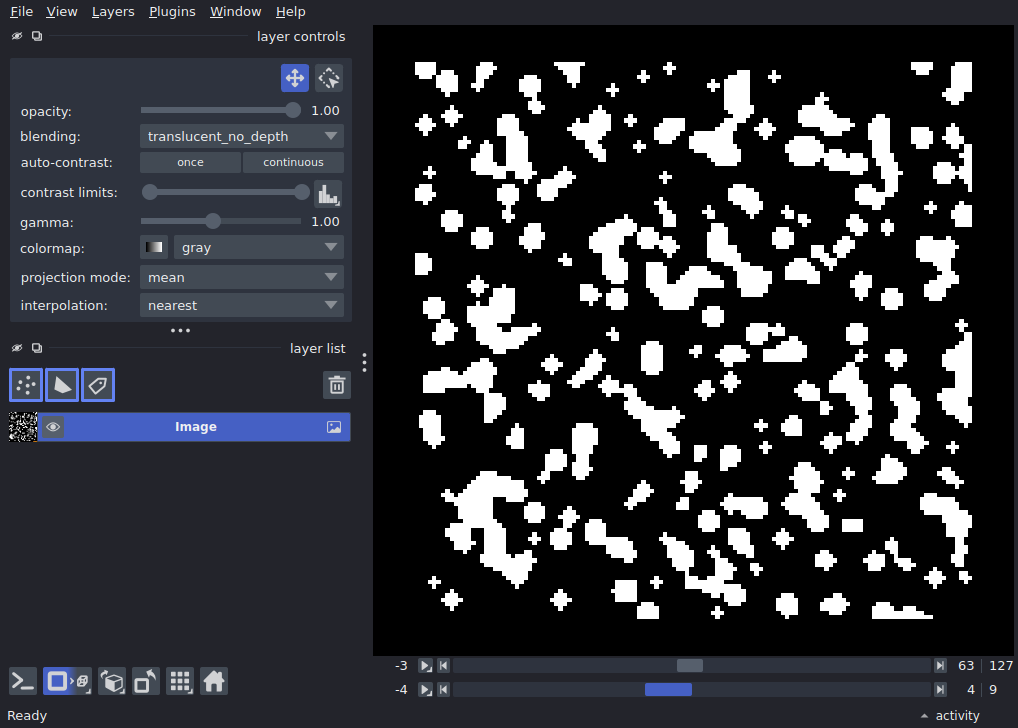 File View Layers Plugins Window Help
layer controls
opacity: 1.00
blending: translucent_no_depth
auto-contrast: once continuous
contrast limits:
gamma: 1.00
colormap: gray
projection mode: mean
interpolation: nearest
layer list
Image
-3 63 127
-4 4 9
Ready activity